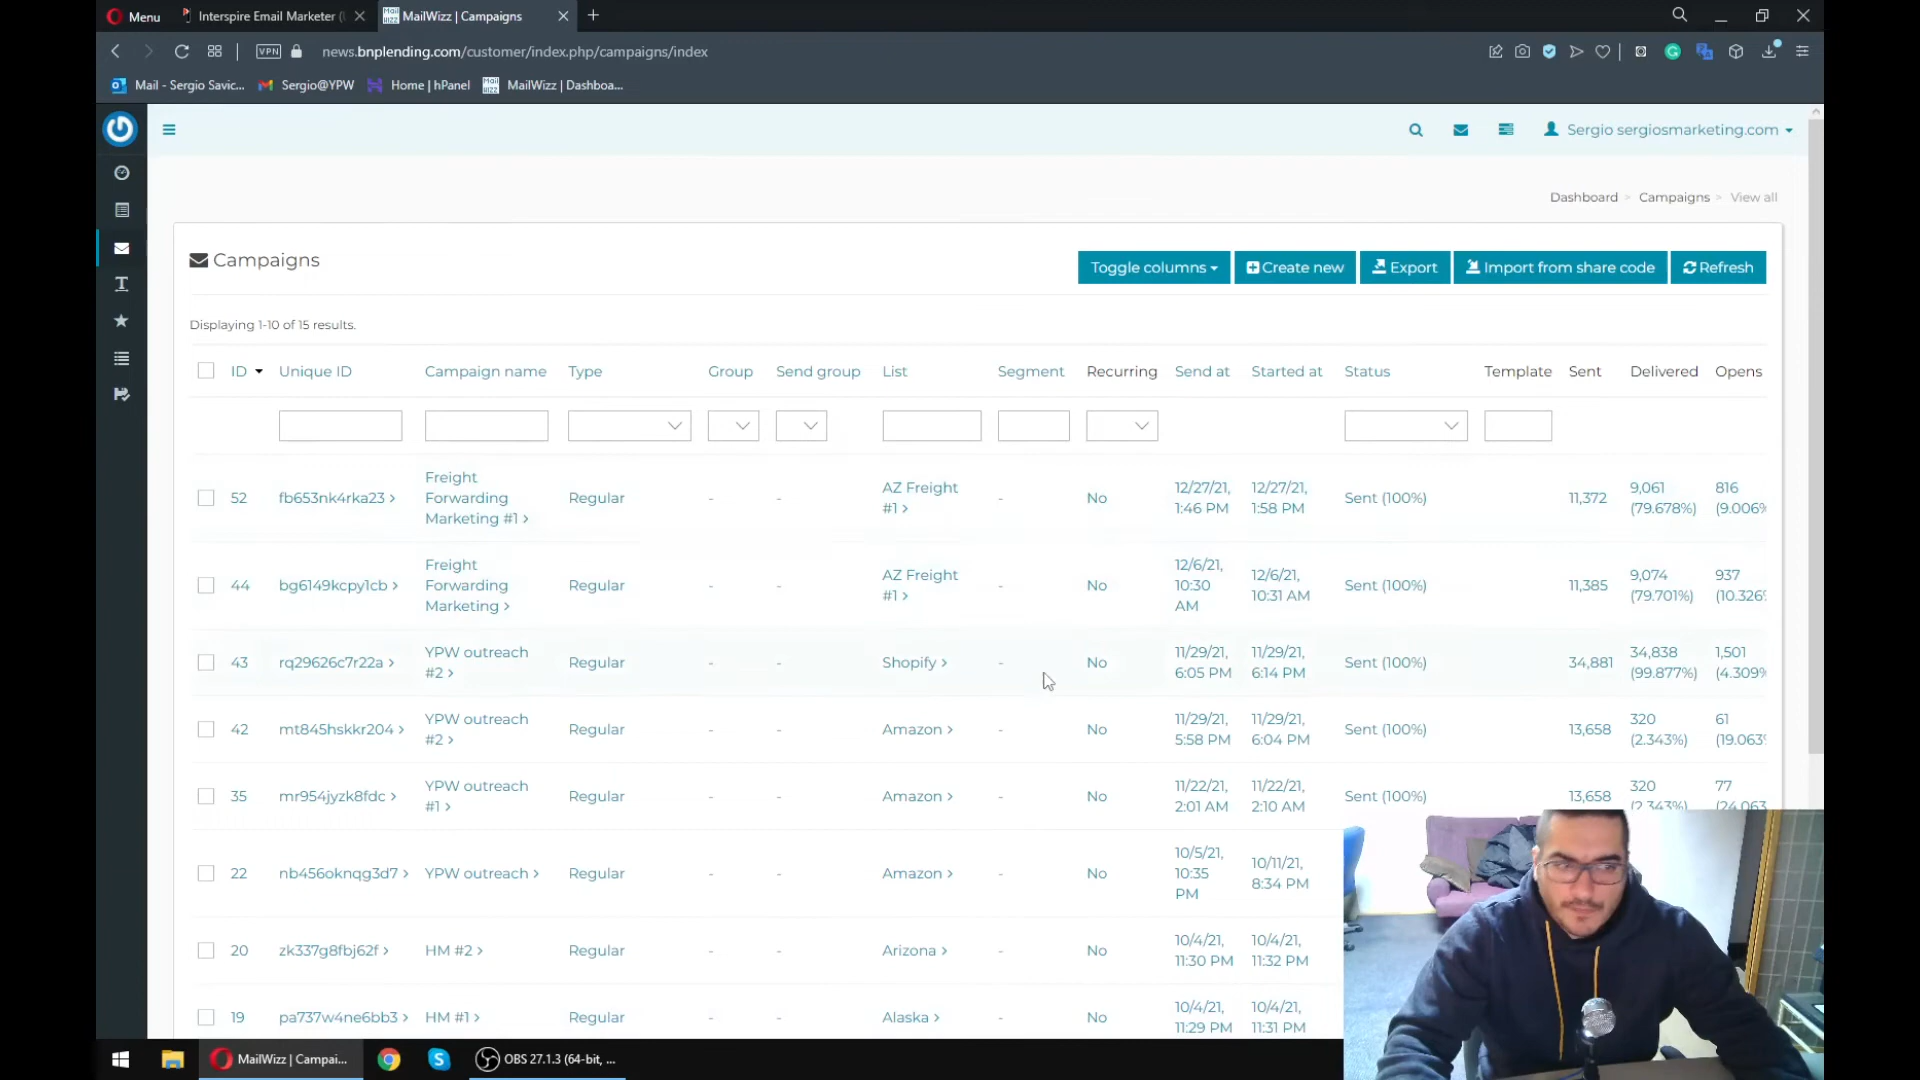 Menu
Interspire Email Marketer (
MailWizz | Campaigns
VPN
news.bnplending.com/customer/index.php/campaigns/index
Mail - Sergio Savic...
Sergio@YPW
Home | hPanel
MailWizz | Dashboa...
Sergio sergiosmarketing.com
Dashboard > Campaigns > View all
Campaigns
Toggle columns
Create new
Export
Import from share code
Refresh
Displaying 1-10 of 15 results.
ID Unique ID Campaign name Type Group Send group List Segment Recurring Send at Started at Status Template Sent Delivered Opens
52 fb653nk4rka23 > Freight Forwarding Marketing #1 > Regular - - AZ Freight #1 > - No 12/27/21, 1:46 PM 12/27/21, 1:58 PM Sent (100%) 11,372 9,061 (79.678%) 816 (9.006%
44 bg6149kcpy1cb > Freight Forwarding Marketing > Regular - - AZ Freight #1 > - No 12/6/21, 10:30 AM 12/6/21, 10:31 AM Sent (100%) 11,385 9,074 (79.701%) 937 (10.326%
43 rq29626c7r22a > YPW outreach #2 > Regular - - Shopify > - No 11/29/21, 6:05 PM 11/29/21, 6:14 PM Sent (100%) 34,881 34,838 (99.877%) 1,501 (4.309%
42 mt845hskkr204 > YPW outreach #2 > Regular - - Amazon > - No 11/29/21, 5:58 PM 11/29/21, 6:04 PM Sent (100%) 13,658 320 (2.343%) 61 (19.063%
35 mr954jyzk8fdc > YPW outreach #1 > Regular - - Amazon > - No 11/22/21, 2:01 AM 11/22/21, 2:10 AM Sent (100%) 13,658 320 (2.343%) 77 (24.063%
22 nb456oknqg3d7 > YPW outreach > Regular - - Amazon > - No 10/5/21, 10:35 PM 10/11/21, 8:34 PM
20 zk337g8fbj62f > HM #2 > Regular - - Arizona > - No 10/4/21, 11:30 PM 10/4/21, 11:32 PM
19 pa737w4ne6bb3 > HM #1 > Regular - - Alaska > - No 10/4/21, 11:29 PM 10/4/21, 11:31 PM
MailWizz | Campai...
OBS 27.1.3 (64-bit, ...